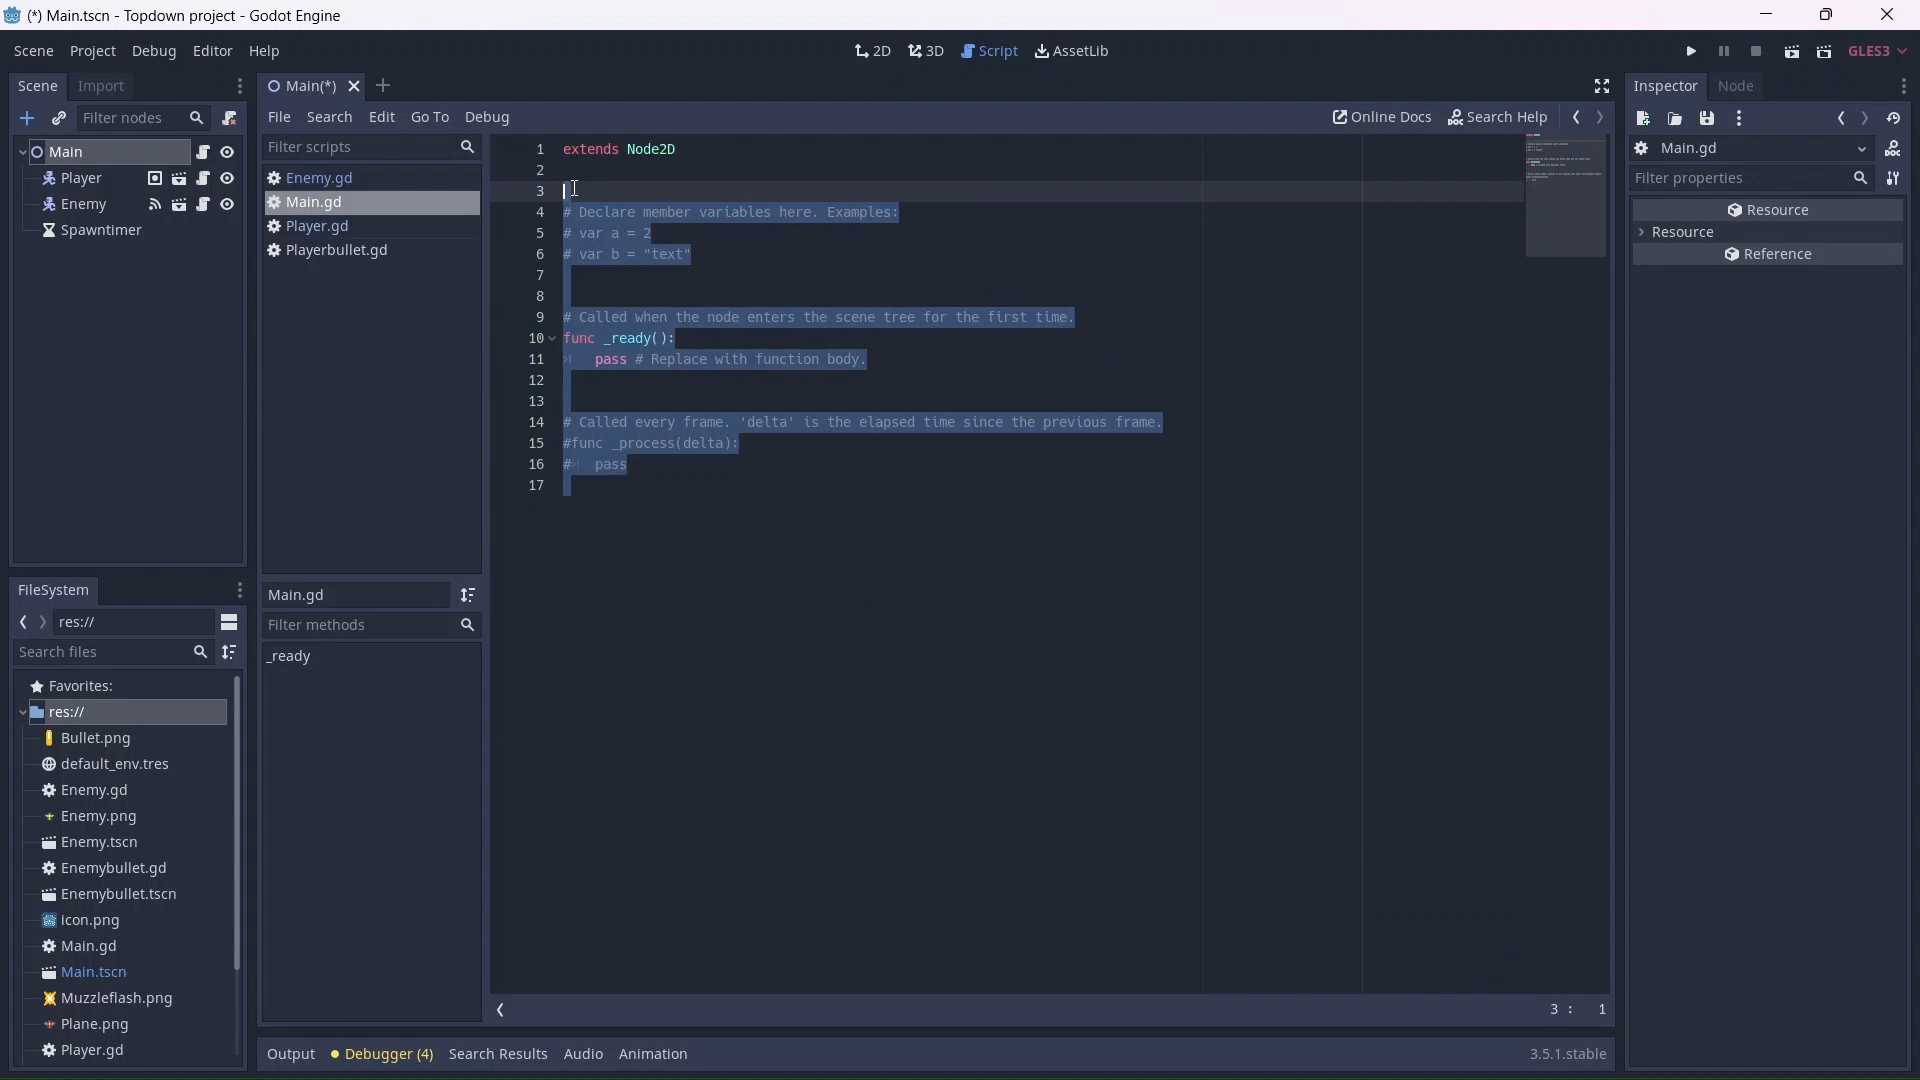 (*) Main.tscn - Topdown project - Godot Engine
Scene Project Debug Editor Help
2D 3D Script AssetLib
GLES3
Scene Import
Filter nodes
Main
Player
Enemy
Spawntimer
FileSystem
res://
Search files
Favorites:
res://
Bullet.png
default_env.tres
Enemy.gd
Enemy.png
Enemy.tscn
Enemybullet.gd
Enemybullet.tscn
icon.png
Main.gd
Main.tscn
Muzzleflash.png
Plane.png
Player.gd
Main(*)
File Search Edit Go To Debug
Online Docs Search Help
Filter scripts
Enemy.gd
Main.gd
Player.gd
Playerbullet.gd
Main.gd
Filter methods
_ready
1 extends Node2D
2
3
4 # Declare member variables here. Examples:
5 # var a = 2
6 # var b = "text"
7
8
9 # Called when the node enters the scene tree for the first time.
10 func _ready():
11 pass # Replace with function body.
12
13
14 # Called every frame. 'delta' is the elapsed time since the previous frame.
15 #func _process(delta):
16 # pass
17
3 : 1
Output Debugger (4) Search Results Audio Animation
3.5.1.stable
Inspector Node
Main.gd
Filter properties
Resource
Resource
Reference